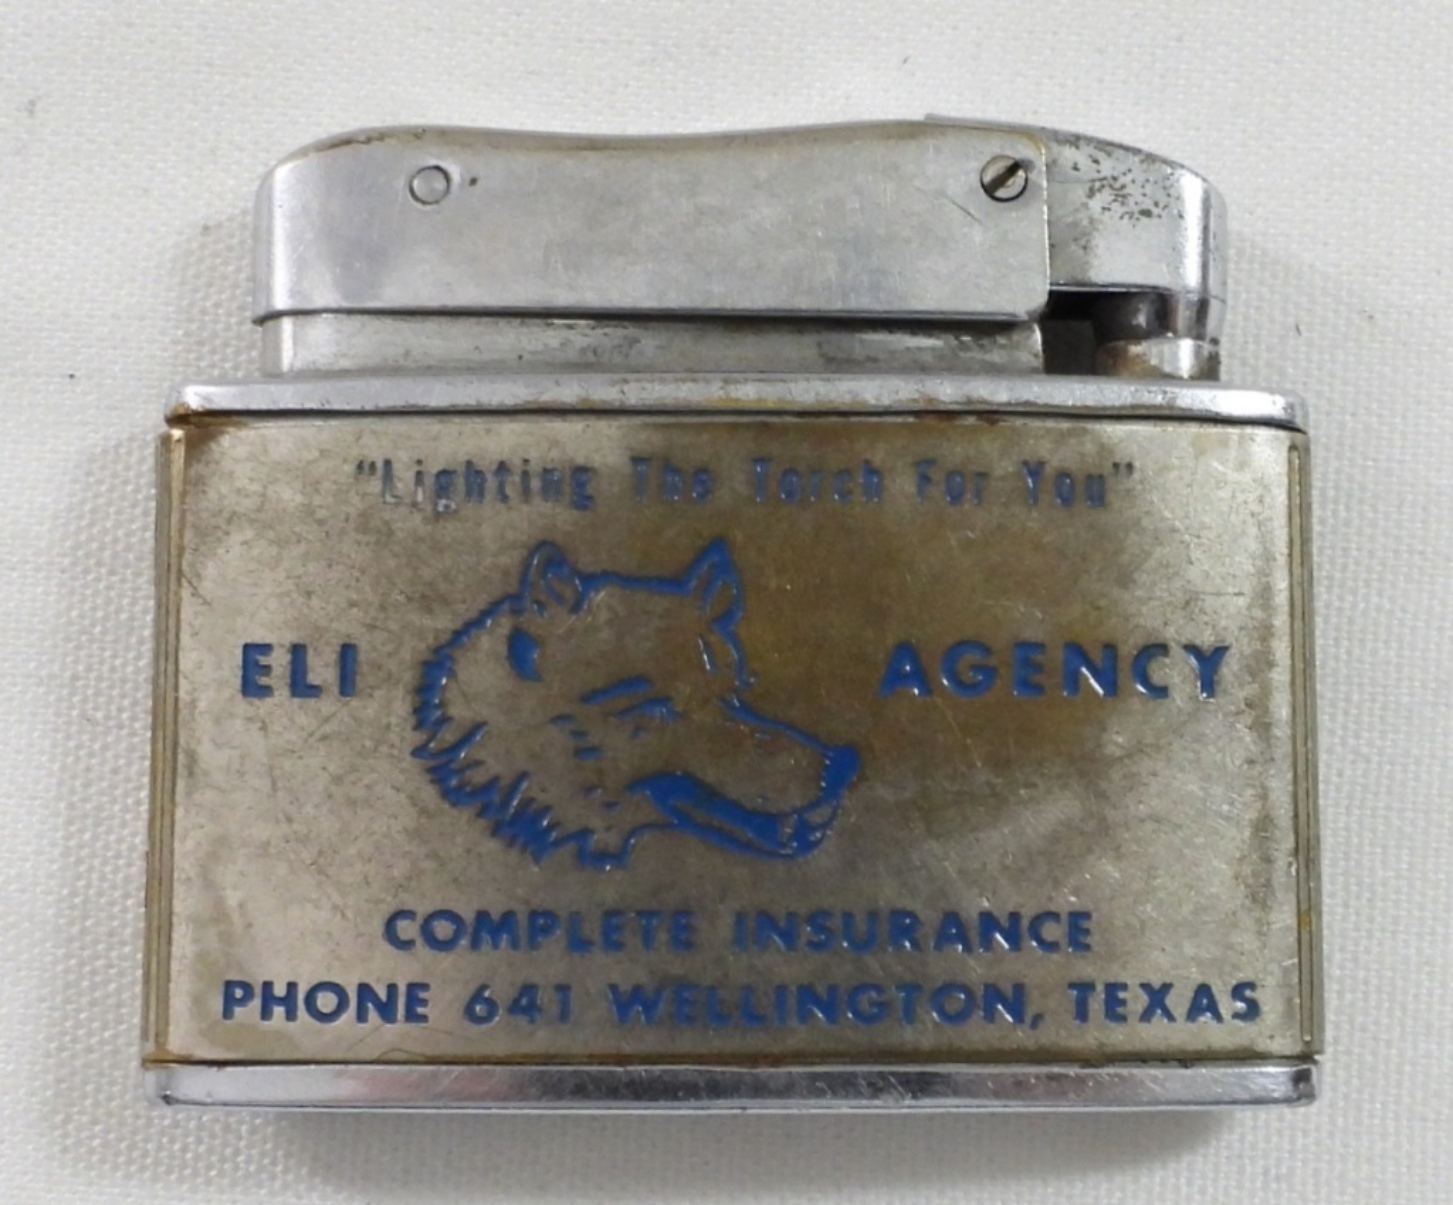 "Lighting The Torch For You"
ELI AGENCY
COMPLETE INSURANCE
PHONE 641 WELLINGTON, TEXAS